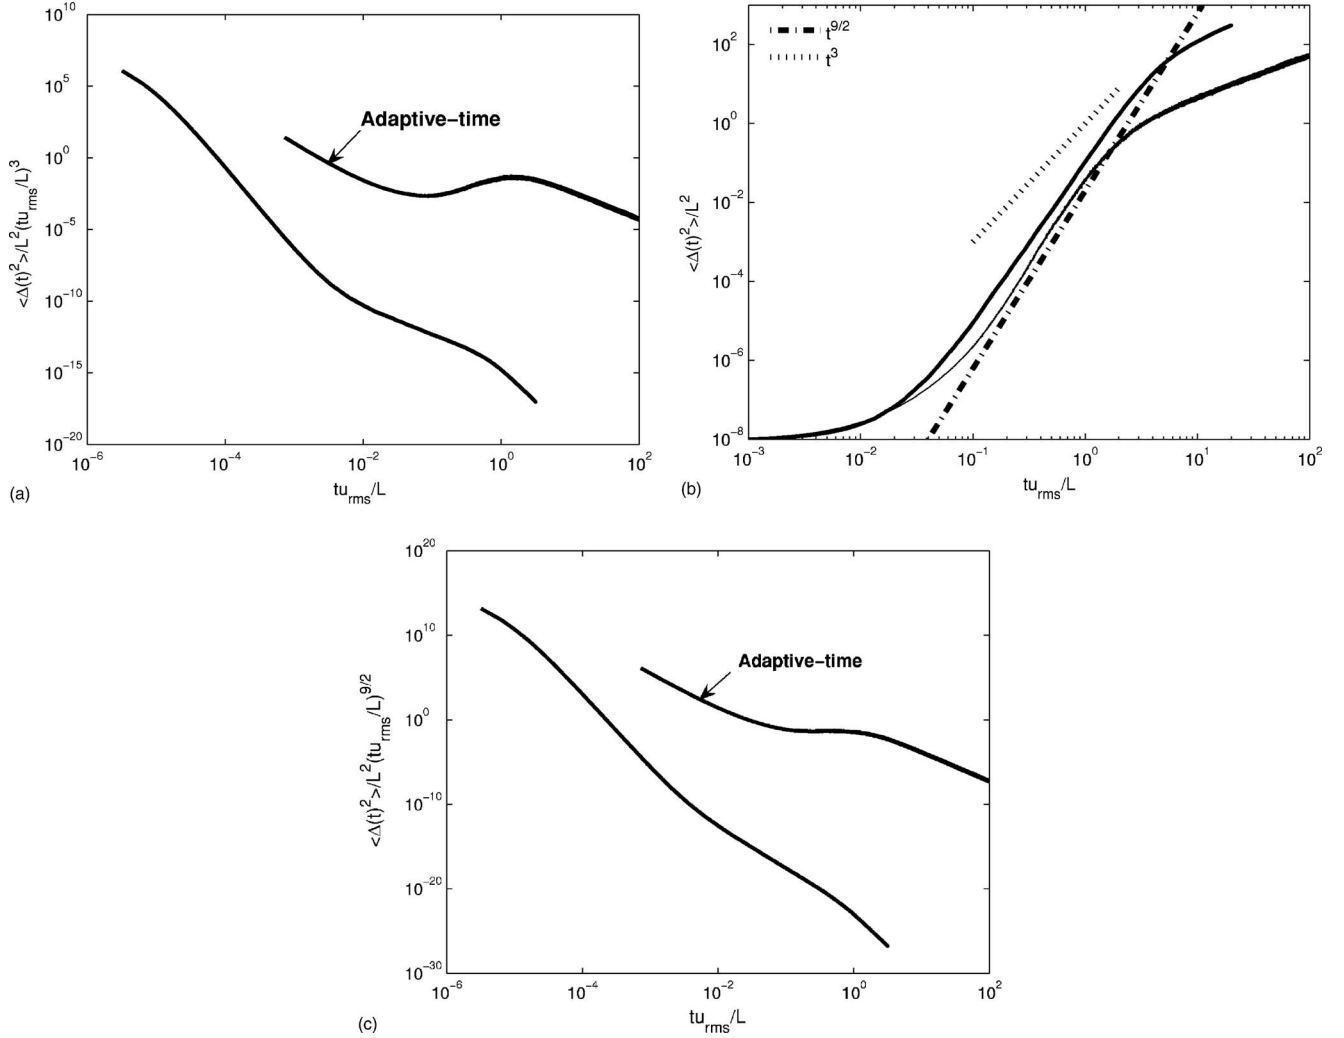 10^10
10^5
10^0
10^-5
10^-10
10^-15
10^-20
<Δ(t)^2>/L^2(tu_rms/L)^3
Adaptive−time
10^-6 10^-4 10^-2 10^0 10^2
tu_rms/L
(a)
t^9/2
t^3
10^2
10^0
10^-2
10^-4
10^-6
10^-8
<Δ(t)^2>/L^2
10^-3 10^-2 10^-1 10^0 10^1 10^2
tu_rms/L
(b)
10^20
10^10
10^0
10^-10
10^-20
10^-30
<Δ(t)^2>/L^2(tu_rms/L)^9/2
Adaptive−time
10^-6 10^-4 10^-2 10^0 10^2
tu_rms/L
(c)